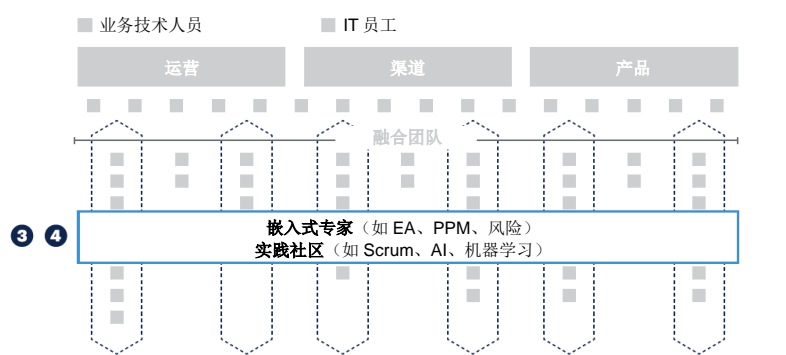 业务技术人员 IT 员工
运营 渠道 产品
融合团队
3 4 嵌入式专家（如 EA、PPM、风险）
实践社区（如 Scrum、AI、机器学习）